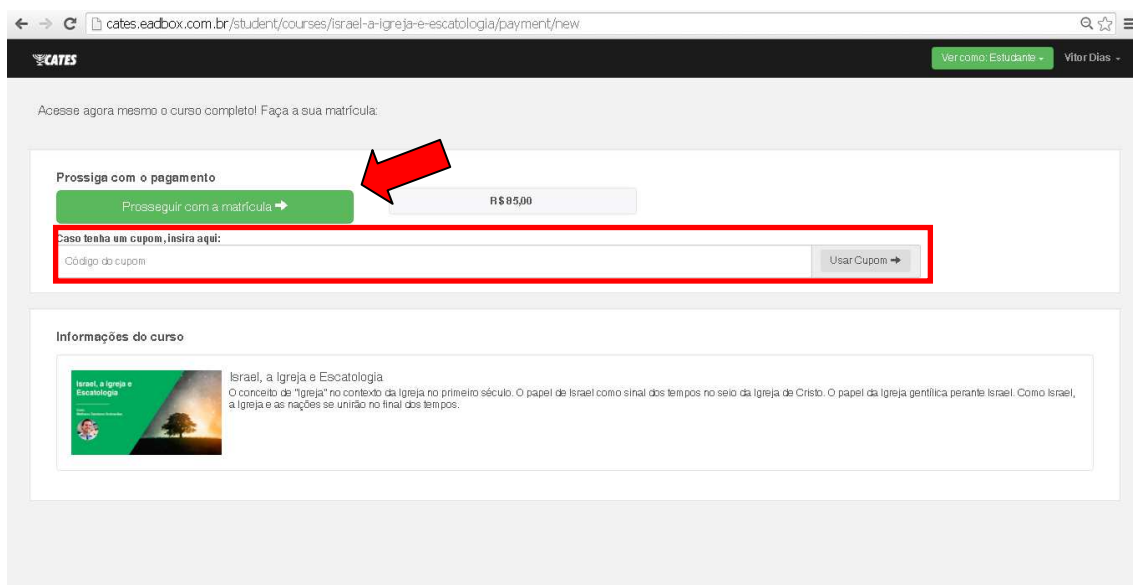 cates.eadbox.com.br/student/courses/israel-a-igreja-e-escatologia/payment/new
CATES
Ver como: Estudante
Vitor Dias
Acesse agora mesmo o curso completo! Faça a sua matrícula:
Prossiga com o pagamento
Prosseguir com a matrícula
R$ 85,00
Caso tenha um cupom, insira aqui:
Código do cupom
Usar Cupom
Informações do curso
Israel, a Igreja e
Escatologia
Israel, a Igreja e Escatologia
O conceito de "Igreja" no contexto da Igreja no primeiro século. O papel de Israel como sinal dos tempos no seio da Igreja de Cristo. O papel da Igreja gentílica perante Israel. Como Israel,
a Igreja e as nações se unirão no final dos tempos.